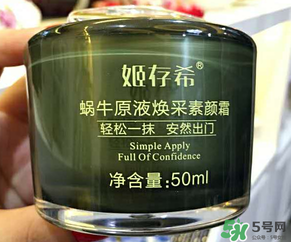 姬存希®
蜗牛原液焕采素颜霜
轻松一抹 安然出门
Simple Apply
Full Of Confidence
净含量:50ml
5号网